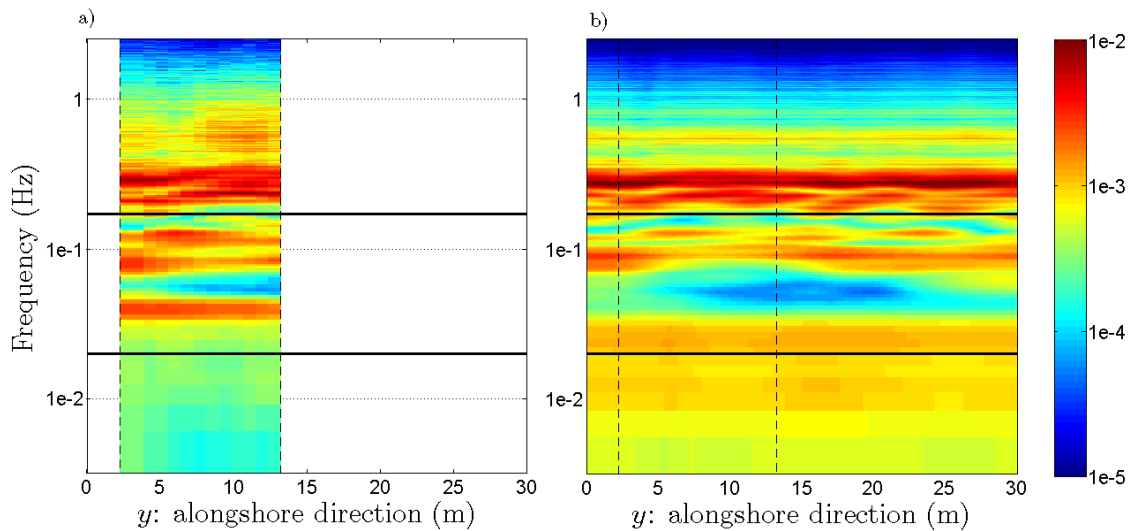 a)
b)
Frequency (Hz)
1
1e-1
1e-2
0 5 10 15 20 25 30
y: alongshore direction (m)
1
1e-1
1e-2
0 5 10 15 20 25 30
y: alongshore direction (m)
1e-2
1e-3
1e-4
1e-5